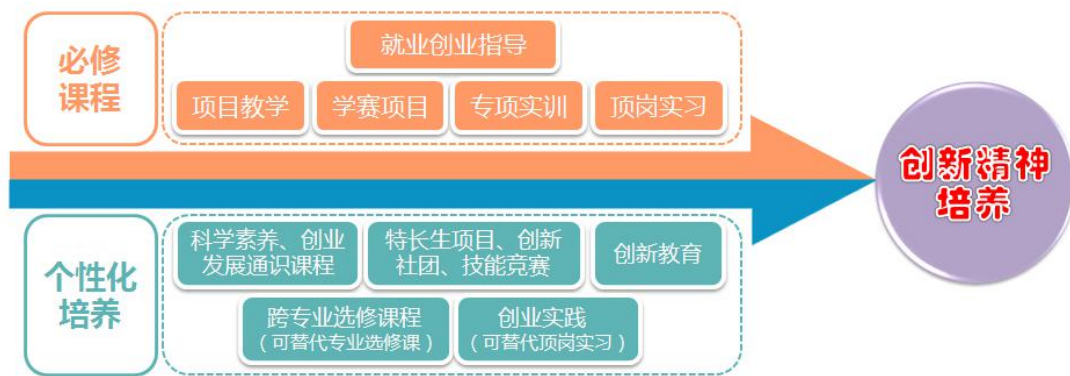 必修
课程
就业创业指导
项目教学
学赛项目
专项实训
顶岗实习
创新精神
培养
个性化
培养
科学素养、创业
发展通识课程
特长生项目、创新
社团、技能竞赛
创新教育
跨专业选修课程
（可替代专业选修课）
创业实践
（可替代顶岗实习）